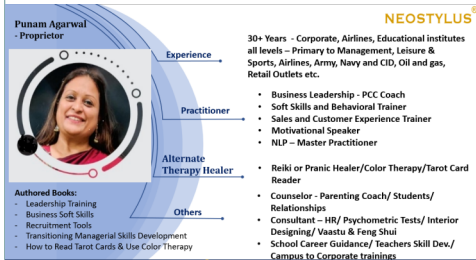 Punam Agarwal
- Proprietor
NEOSTYLUS®
Experience
30+ Years - Corporate, Airlines, Educational institutes
all levels – Primary to Management, Leisure &
Sports, Airlines, Army, Navy and CID, Oil and gas,
Retail Outlets etc.
Practitioner
• Business Leadership - PCC Coach
• Soft Skills and Behavioral Trainer
• Sales and Customer Experience Trainer
• Motivational Speaker
• NLP – Master Practitioner
Alternate
Therapy Healer
• Reiki or Pranic Healer/Color Therapy/Tarot Card
Reader
Others
• Counselor - Parenting Coach/ Students/
Relationships
• Consultant – HR/ Psychometric Tests/ Interior
Designing/ Vaastu & Feng Shui
• School Career Guidance/ Teachers Skill Dev./
Campus to Corporate trainings
Authored Books:
- Leadership Training
- Business Soft Skills
- Recruitment Tools
- Transitioning Managerial Skills Development
- How to Read Tarot Cards & Use Color Therapy